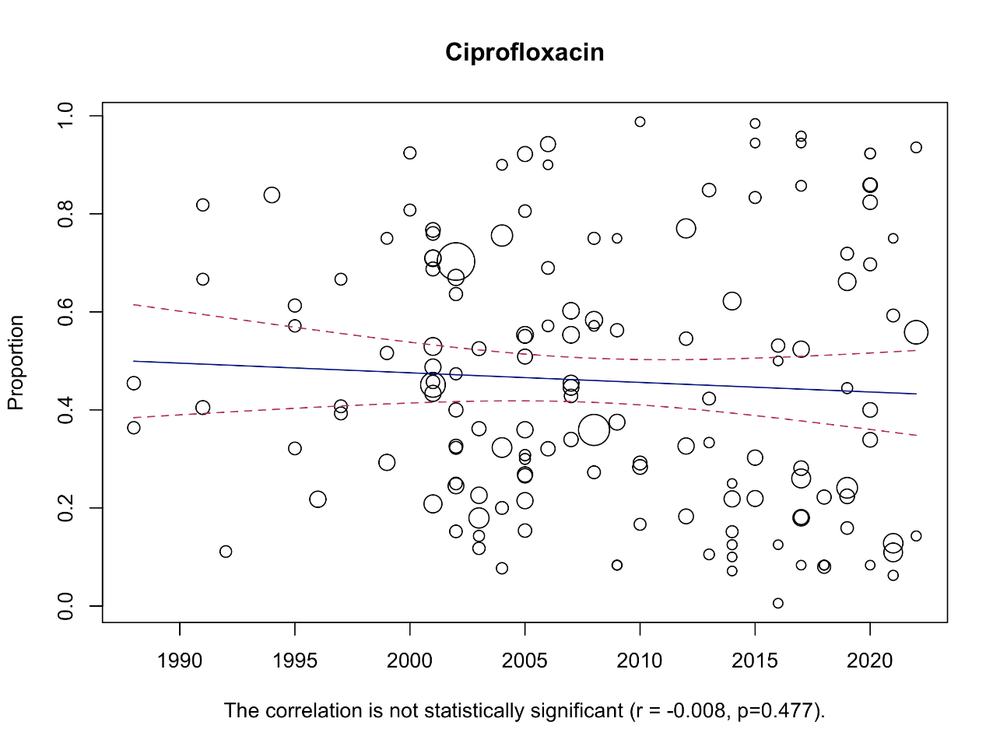 Ciprofloxacin
Proportion
1.0
0.8
0.6
0.4
0.2
0.0
1990 1995 2000 2005 2010 2015 2020
The correlation is not statistically significant (r = -0.008, p=0.477).